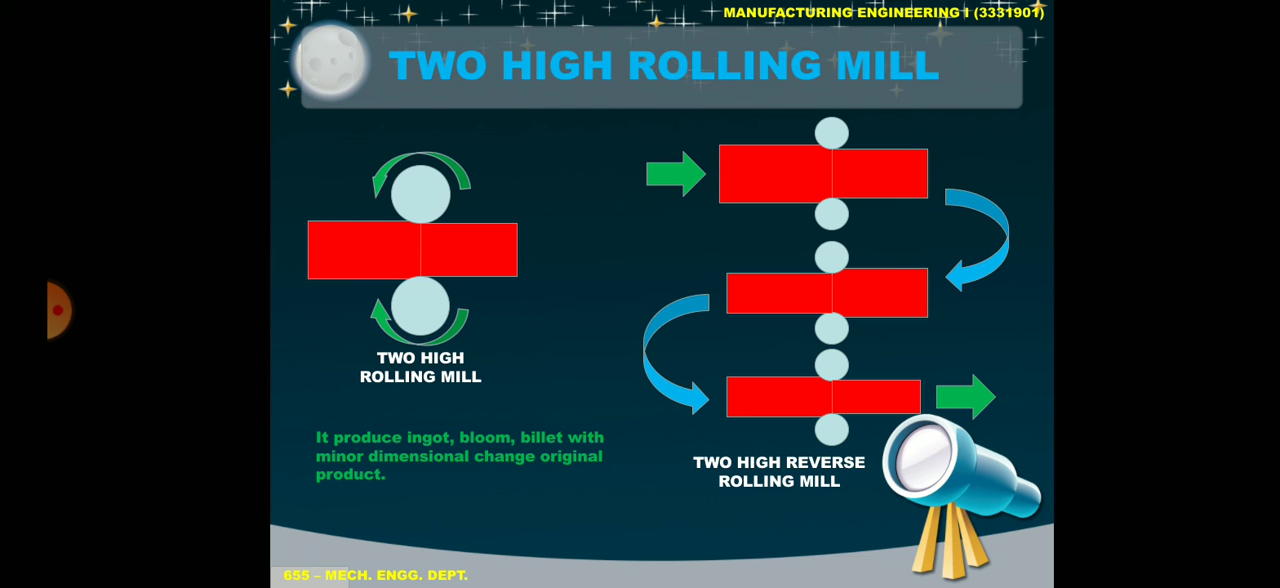 MANUFACTURING ENGINEERING I (3331901)
TWO HIGH ROLLING MILL
TWO HIGH
ROLLING MILL
It produce ingot, bloom, billet with
minor dimensional change original
product.
TWO HIGH REVERSE
ROLLING MILL
655 – MECH. ENGG. DEPT.